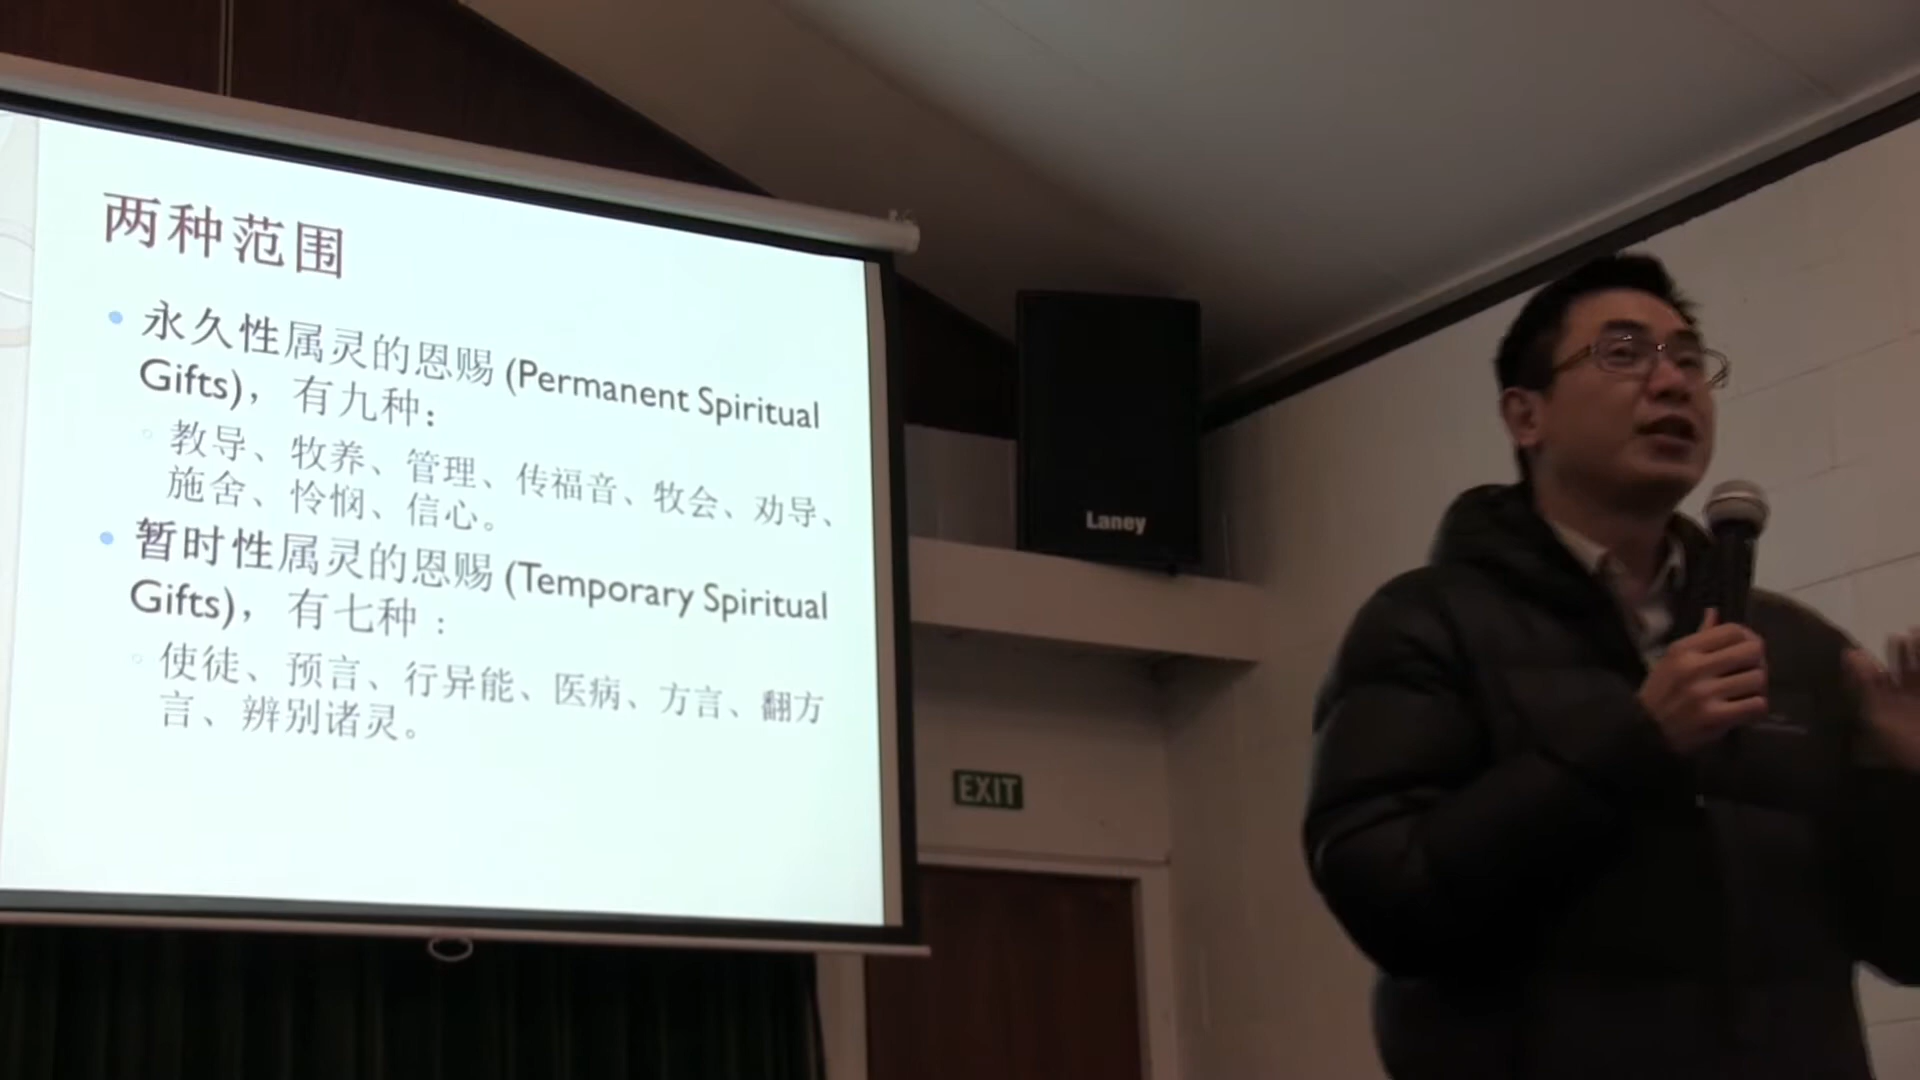 两种范围
永久性属灵的恩赐 (Permanent Spiritual
Gifts)，有九种：
教导、牧养、管理、传福音、牧会、劝导、
施舍、怜悯、信心。
暂时性属灵的恩赐 (Temporary Spiritual
Gifts)，有七种：
使徒、预言、行异能、医病、方言、翻方
言、辨别诸灵。
Laney
EXIT